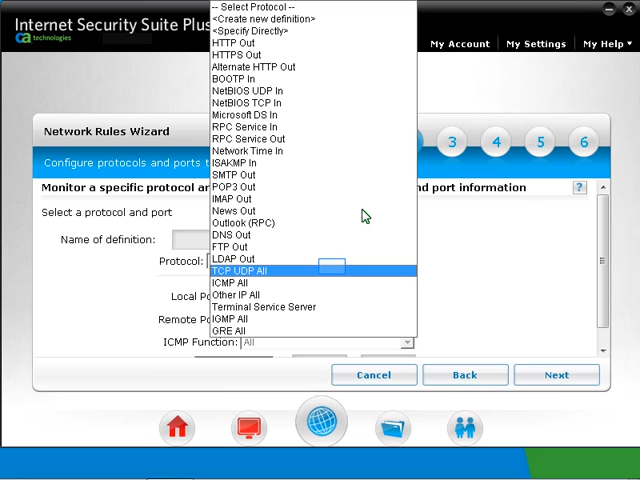 -- Select Protocol --
Internet Security Suite Plus
<Create new definition>
<Specify Directly>
ca technologies
HTTP Out
My Account
My Settings
My Help
HTTPS Out
Alternate HTTP Out
BOOTP In
NetBIOS UDP In
NetBIOS TCP In
Microsoft DS In
RPC Service In
Network Rules Wizard
RPC Service Out
3
4
5
6
Network Time In
Configure protocols and ports t
ISAKMP In
SMTP Out
Monitor a specific protocol ar
POP3 Out
nd port information
?
IMAP Out
Select a protocol and port
News Out
Outlook (RPC)
Name of definition:
DNS Out
FTP Out
Protocol:
LDAP Out
TCP UDP All
ICMP All
Local Po
Other IP All
Terminal Service Server
Remote Po
IGMP All
GRE All
ICMP Function:
All
Cancel
Back
Next